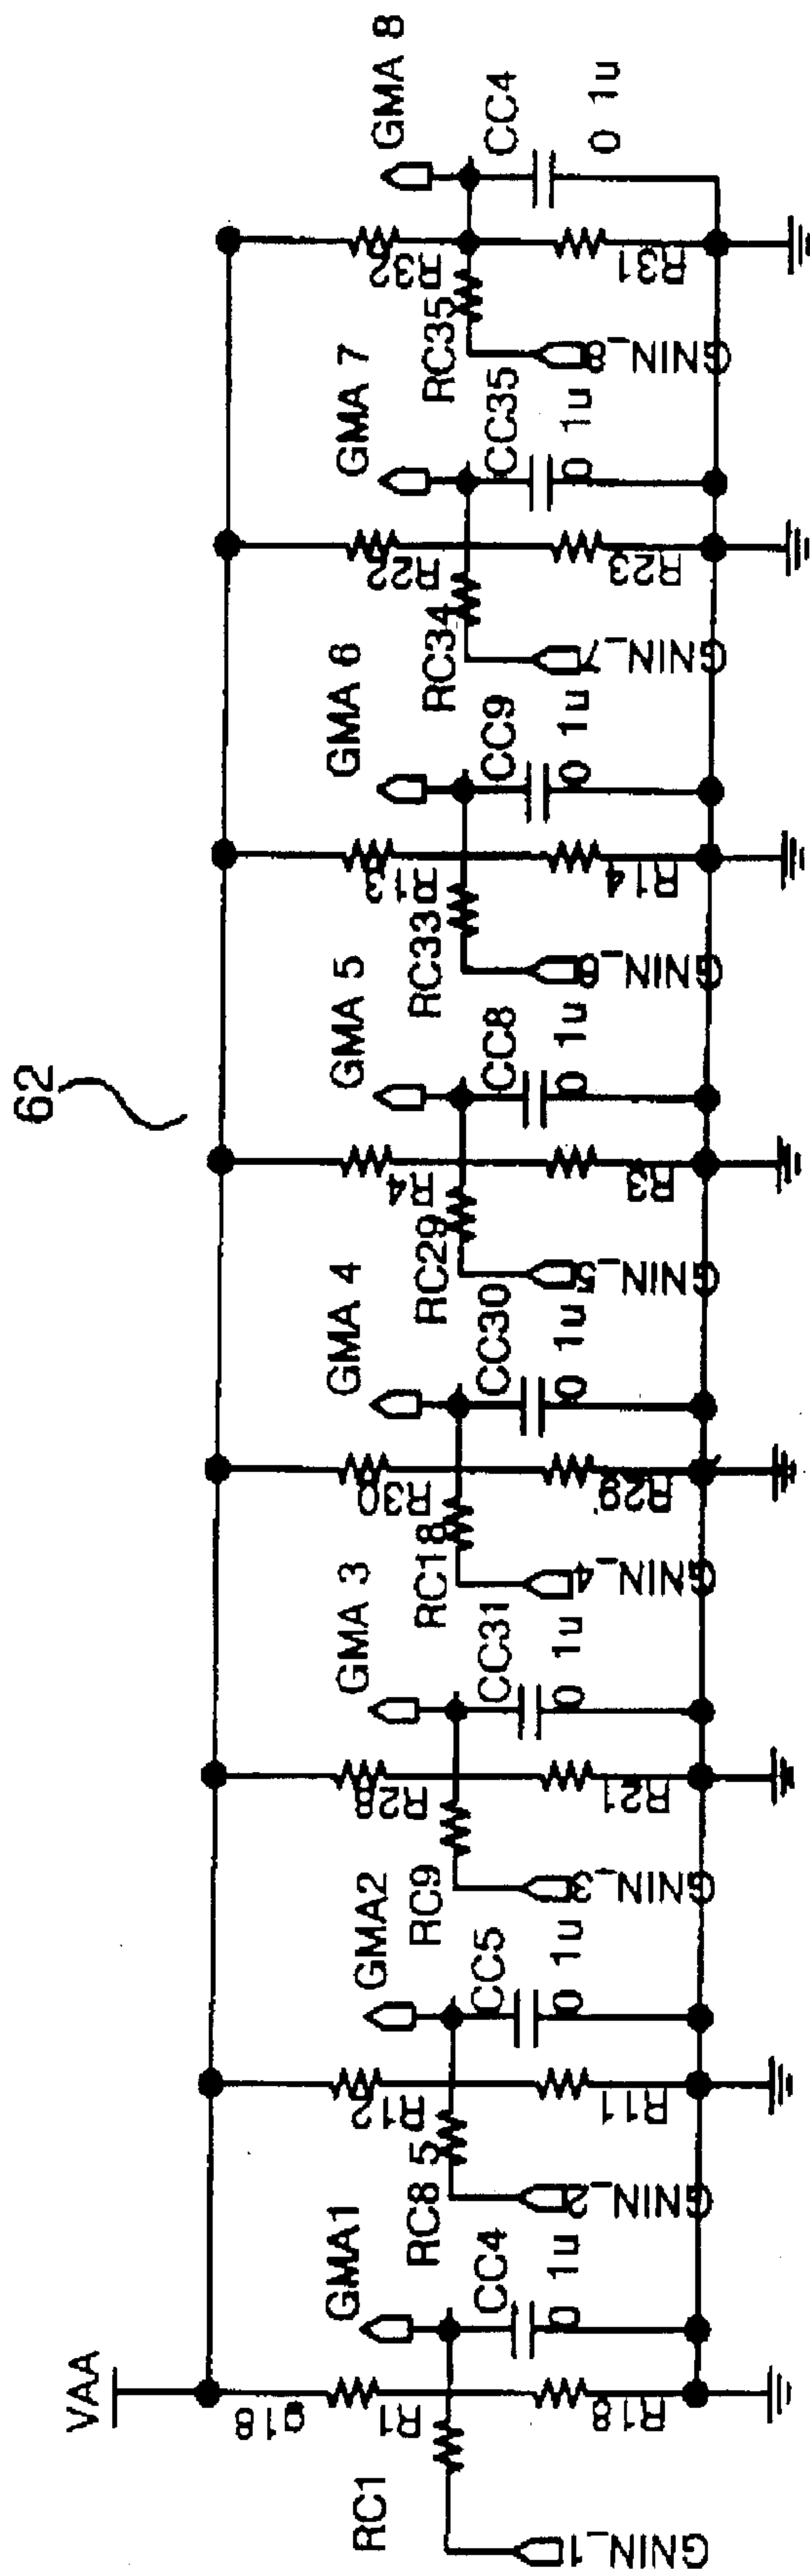 62
VAA
g18
R1
R18
RC1
GNIN_1
GMA1
CC4
0 1u
R12
R11
RC8 5
GNIN_2
GMA2
CC5
0 1u
R28
R21
RC9
GNIN_3
GMA 3
CC31
0 1u
R30
R29
RC18
GNIN_4
GMA 4
CC30
0 1u
R4
R3
RC29
GNIN_5
GMA 5
CC8
0 1u
R13
R14
RC33
GNIN_6
GMA 6
CC9
0 1u
R22
R23
RC34
GNIN_7
GMA 7
CC35
0 1u
R32
R31
RC35
GNIN_8
GMA 8
CC4
0 1u